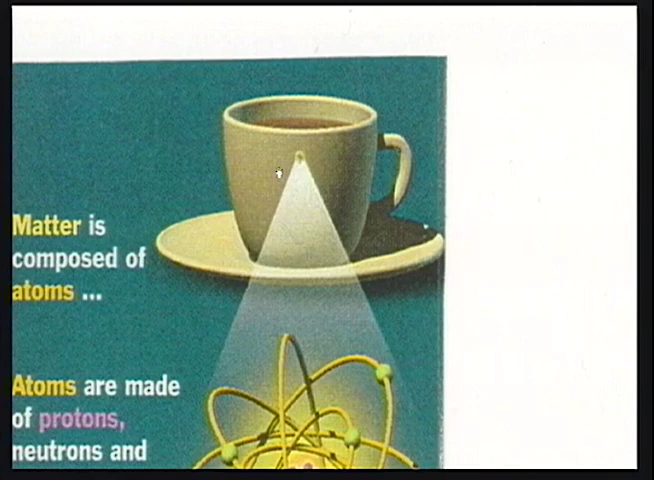 Matter is
composed of
atoms ...
Atoms are made
of protons,
neutrons and